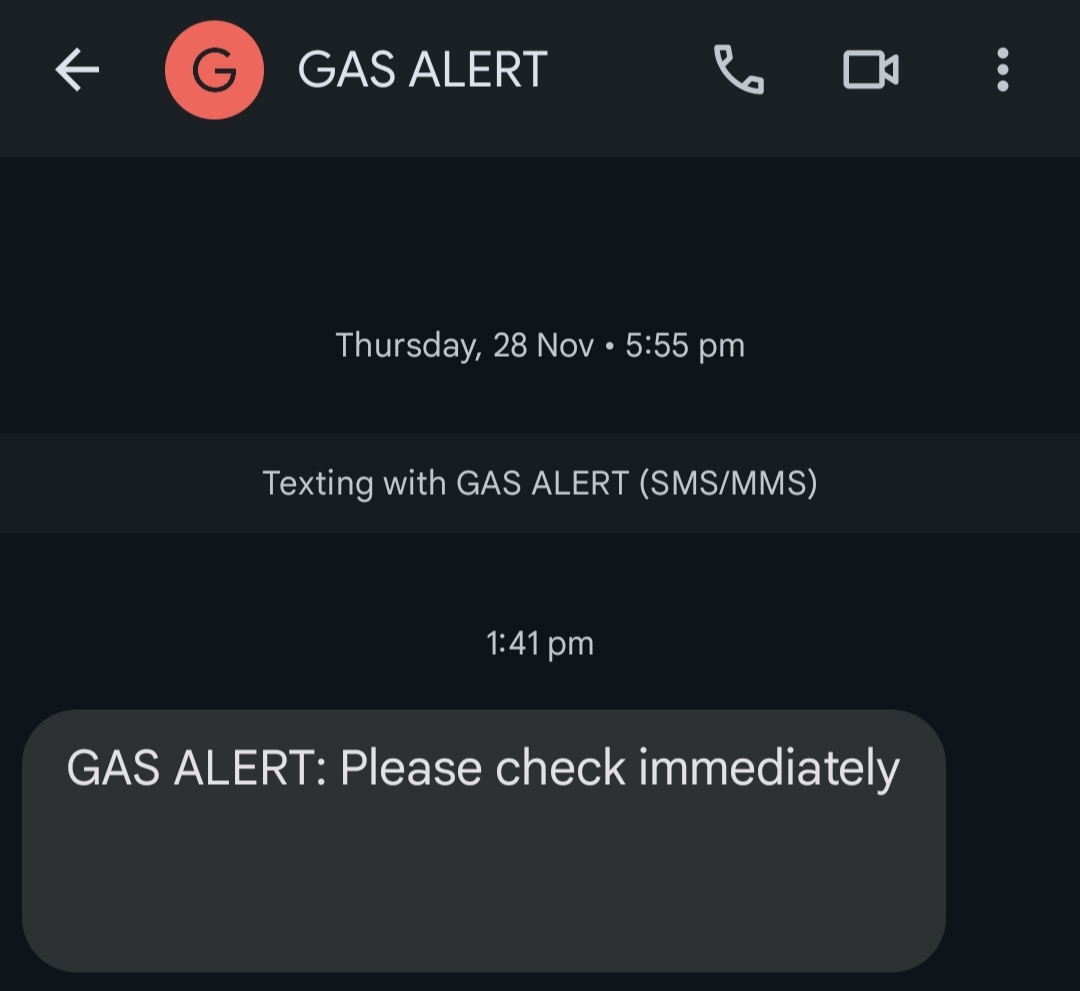 G GAS ALERT
Thursday, 28 Nov • 5:55 pm
Texting with GAS ALERT (SMS/MMS)
1:41 pm
GAS ALERT: Please check immediately